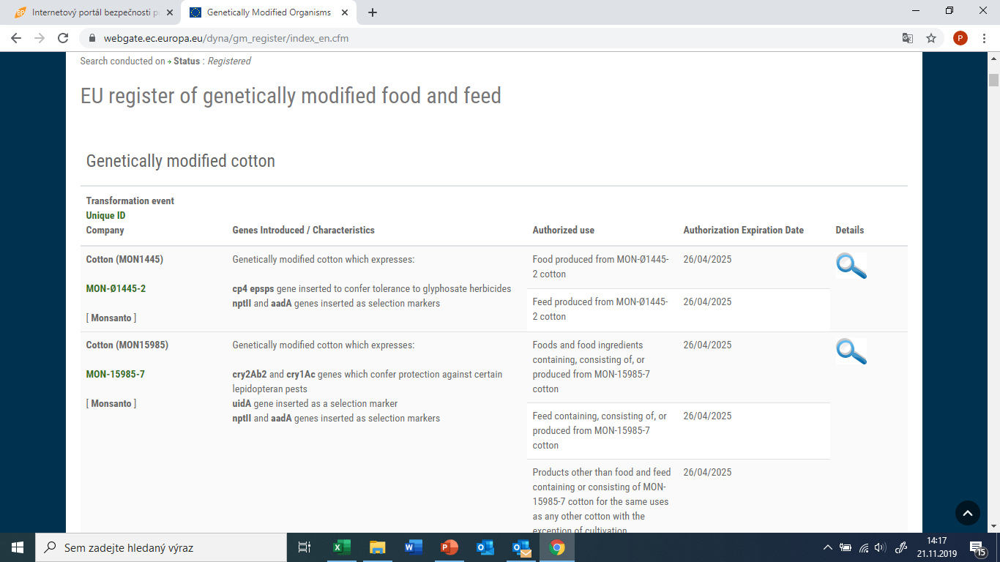 Internetový portál bezpečnosti p
Genetically Modified Organisms
webgate.ec.europa.eu/dyna/gm_register/index_en.cfm
P
Search conducted on → Status : Registered
EU register of genetically modified food and feed
Genetically modified cotton
Transformation event
Unique ID
Company
Genes Introduced / Characteristics
Authorized use
Authorization Expiration Date
Details
Cotton (MON1445)
MON-Ø1445-2
[ Monsanto ]
Genetically modified cotton which expresses:
cp4 epsps gene inserted to confer tolerance to glyphosate herbicides
nptII and aadA genes inserted as selection markers
Food produced from MON-Ø1445-
2 cotton
26/04/2025
Feed produced from MON-Ø1445-
2 cotton
26/04/2025
Cotton (MON15985)
MON-15985-7
[ Monsanto ]
Genetically modified cotton which expresses:
cry2Ab2 and cry1Ac genes which confer protection against certain
lepidopteran pests
uidA gene inserted as a selection marker
nptII and aadA genes inserted as selection markers
Foods and food ingredients
containing, consisting of, or
produced from MON-15985-7
cotton
26/04/2025
Feed containing, consisting of, or
produced from MON-15985-7
cotton
26/04/2025
Products other than food and feed
containing or consisting of MON-
15985-7 cotton for the same uses
as any other cotton with the
exception of cultivation
26/04/2025
Sem zadejte hledaný výraz
14:17
21.11.2019
15